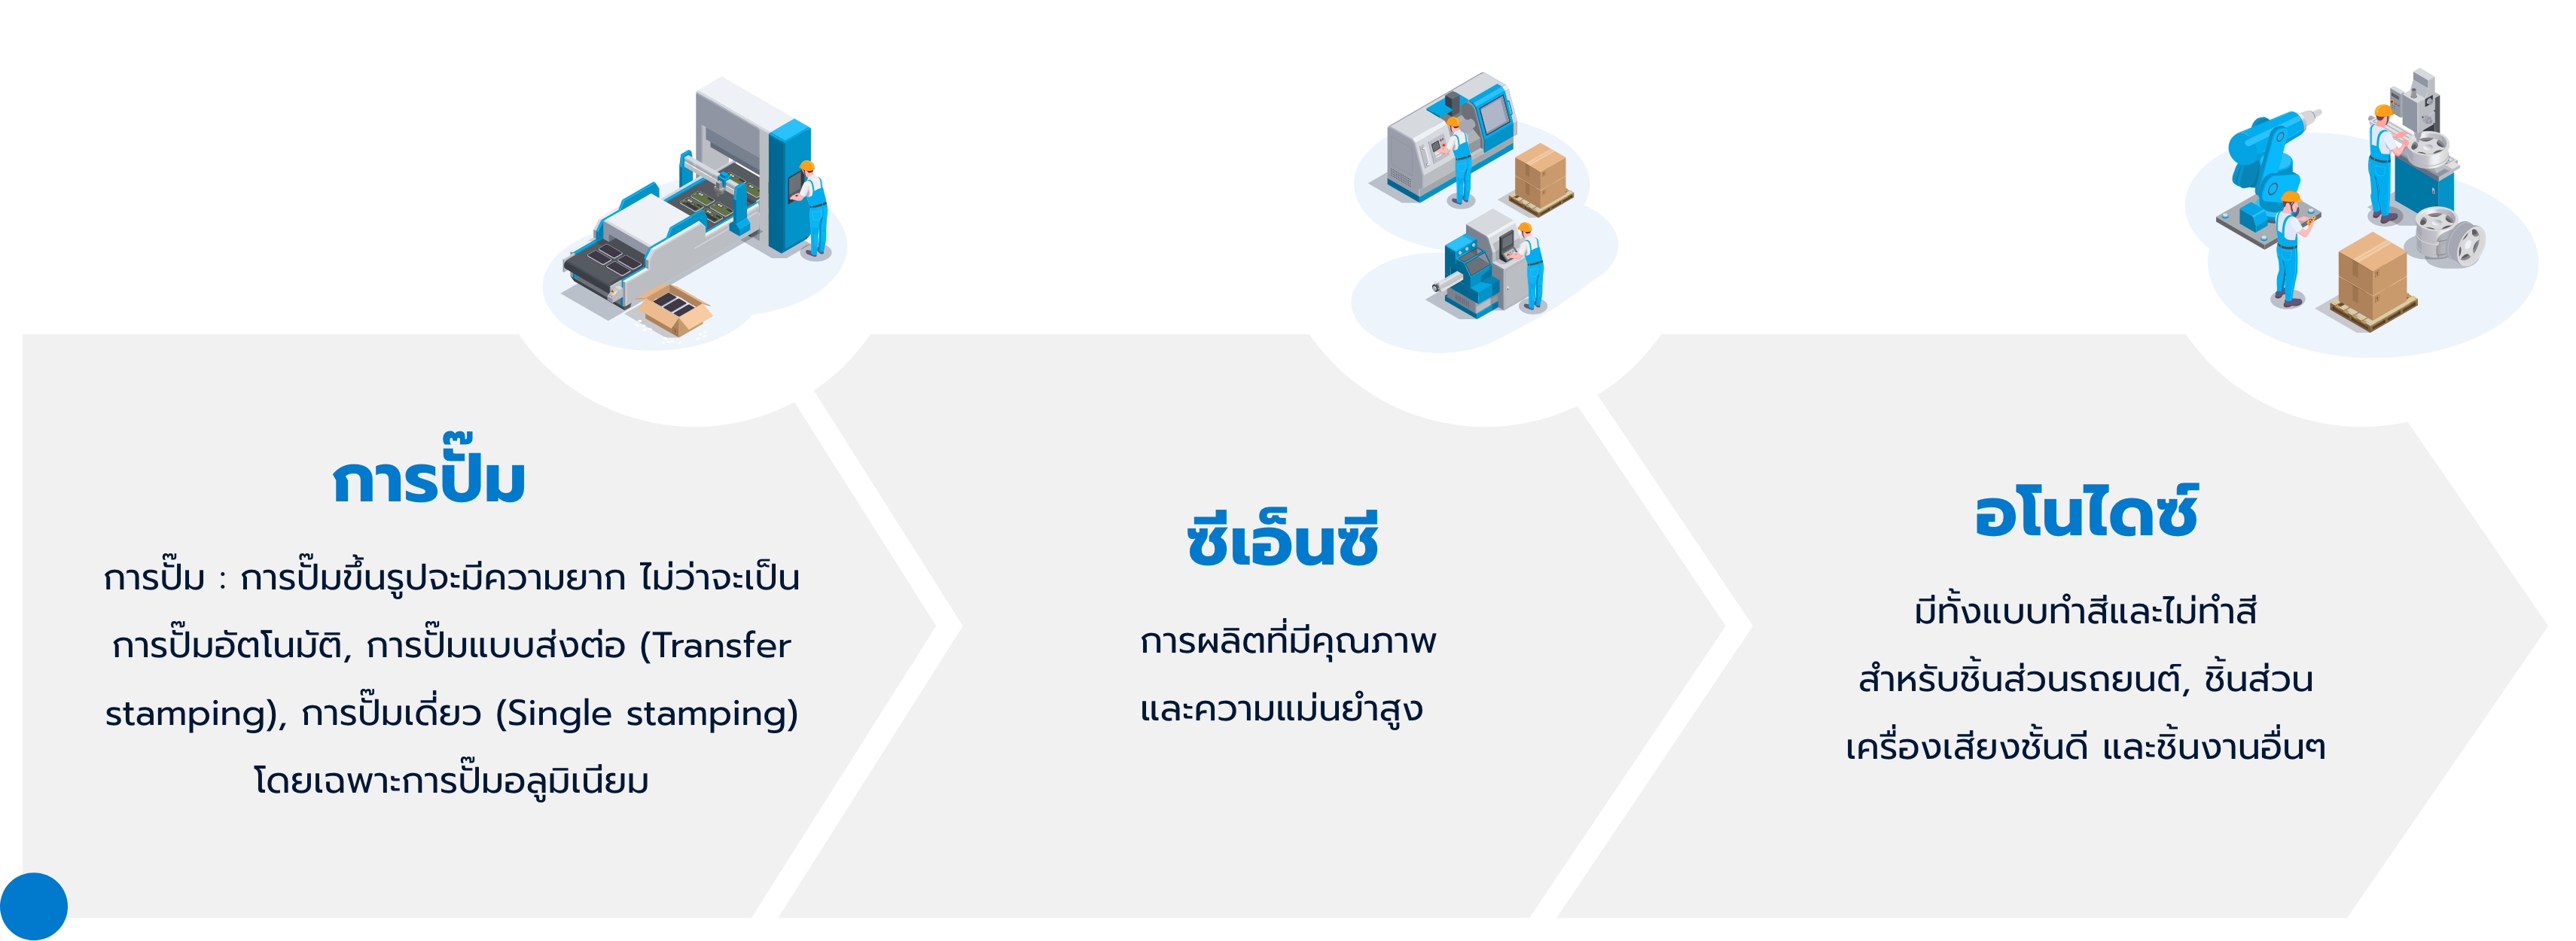 การปั๊ม
การปั๊ม : การปั๊มขึ้นรูปจะมีความยาก ไม่ว่าจะเป็น
การปั๊มอัตโนมัติ, การปั๊มแบบส่งต่อ (Transfer
stamping), การปั๊มเดี่ยว (Single stamping)
โดยเฉพาะการปั๊มอลูมิเนียม
ซีเอ็นซี
การผลิตที่มีคุณภาพ
และความแม่นยำสูง
อโนไดซ์
มีทั้งแบบทำสีและไม่ทำสี
สำหรับชิ้นส่วนรถยนต์, ชิ้นส่วน
เครื่องเสียงชั้นดี และชิ้นงานอื่นๆ